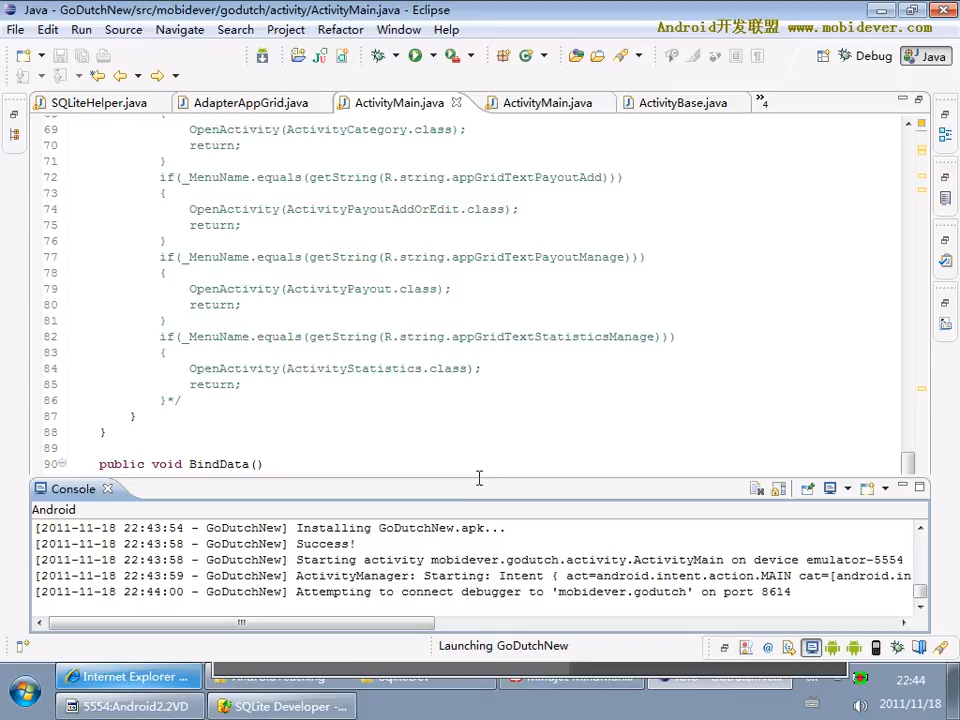 Java - GoDutchNew/src/mobidever/godutch/activity/ActivityMain.java - Eclipse
File Edit Run Source Navigate Search Project Refactor Window Help
Android开发联盟 www.mobidever.com
Debug Java
SQLiteHelper.java AdapterAppGrid.java ActivityMain.java ActivityMain.java ActivityBase.java »4
69 OpenActivity(ActivityCategory.class);
70 return;
71 }
72 if(_MenuName.equals(getString(R.string.appGridTextPayoutAdd)))
73 {
74 OpenActivity(ActivityPayoutAddOrEdit.class);
75 return;
76 }
77 if(_MenuName.equals(getString(R.string.appGridTextPayoutManage)))
78 {
79 OpenActivity(ActivityPayout.class);
80 return;
81 }
82 if(_MenuName.equals(getString(R.string.appGridTextStatisticsManage)))
83 {
84 OpenActivity(ActivityStatistics.class);
85 return;
86 }*/
87 }
88 }
89
90 public void BindData()
Console
Android
[2011-11-18 22:43:54 - GoDutchNew] Installing GoDutchNew.apk...
[2011-11-18 22:43:58 - GoDutchNew] Success!
[2011-11-18 22:43:58 - GoDutchNew] Starting activity mobidever.godutch.activity.ActivityMain on device emulator-5554
[2011-11-18 22:43:59 - GoDutchNew] ActivityManager: Starting: Intent { act=android.intent.action.MAIN cat=[android.in
[2011-11-18 22:44:00 - GoDutchNew] Attempting to connect debugger to 'mobidever.godutch' on port 8614
Launching GoDutchNew
Internet Explorer ...
22:44
5554:Android2.2VD SQLite Developer - ... 2011/11/18